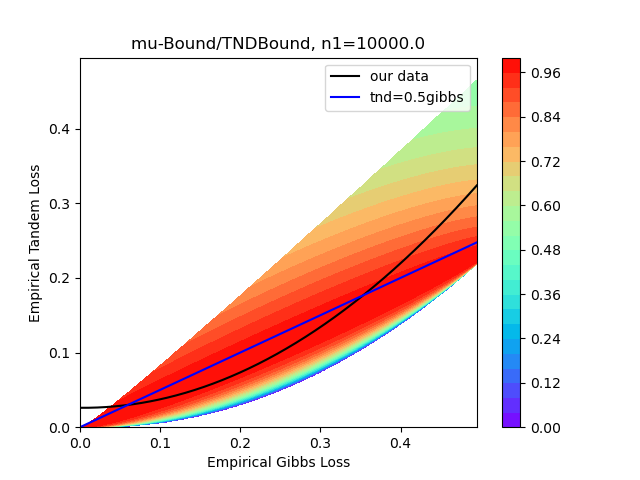 mu-Bound/TNDBound, n1=10000.0
our data
tnd=0.5gibbs
Empirical Tandem Loss
0.4
0.3
0.2
0.1
0.0
0.0 0.1 0.2 0.3 0.4
Empirical Gibbs Loss
0.96
0.84
0.72
0.60
0.48
0.36
0.24
0.12
0.00